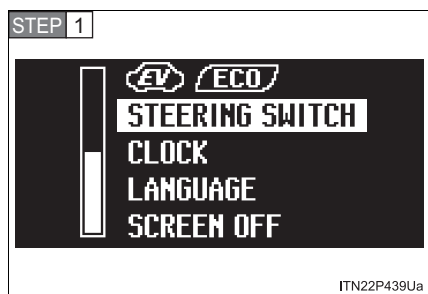 STEP 1
EV ECO
STEERING SWITCH
CLOCK
LANGUAGE
SCREEN OFF
ITN22P439Ua